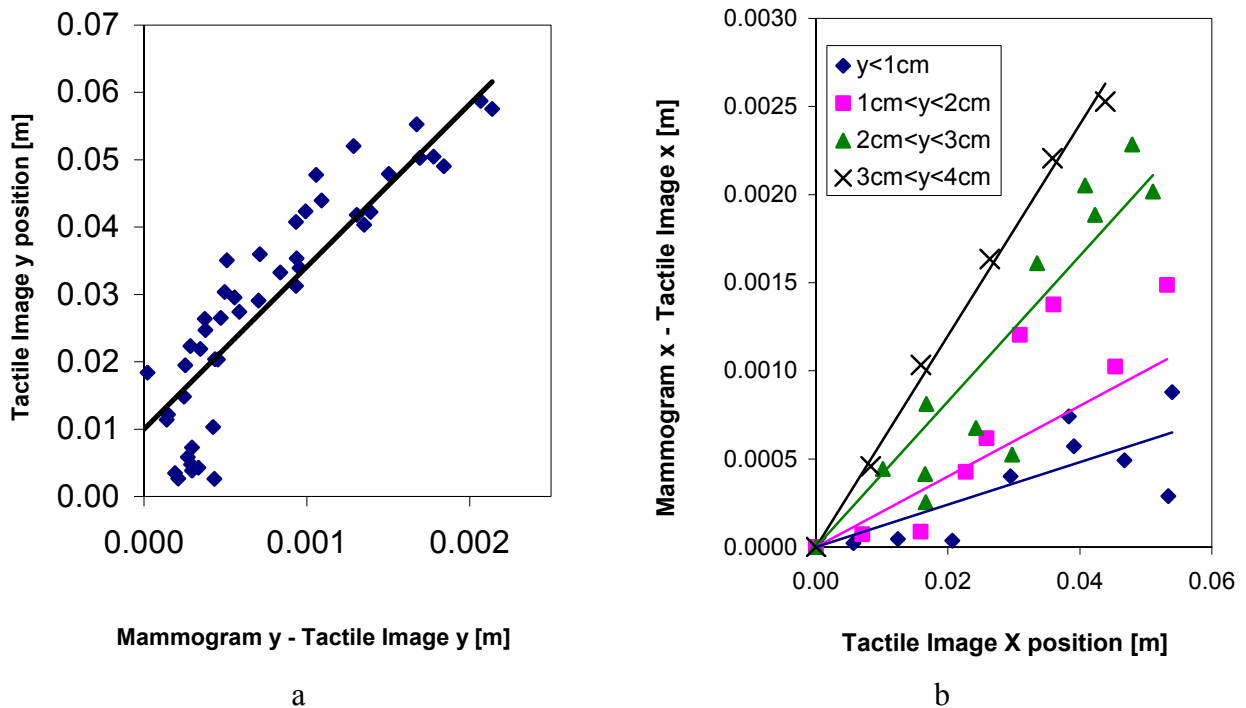 0.07
0.06
0.05
0.04
0.03
0.02
0.01
0.00
Tactile Image y position [m]
0.000 0.001 0.002
Mammogram y - Tactile Image y [m]
a
0.0030
0.0025
0.0020
0.0015
0.0010
0.0005
0.0000
Mammogram x - Tactile Image x [m]
y<1cm
1cm<y<2cm
2cm<y<3cm
3cm<y<4cm
0.00 0.02 0.04 0.06
Tactile Image X position [m]
b